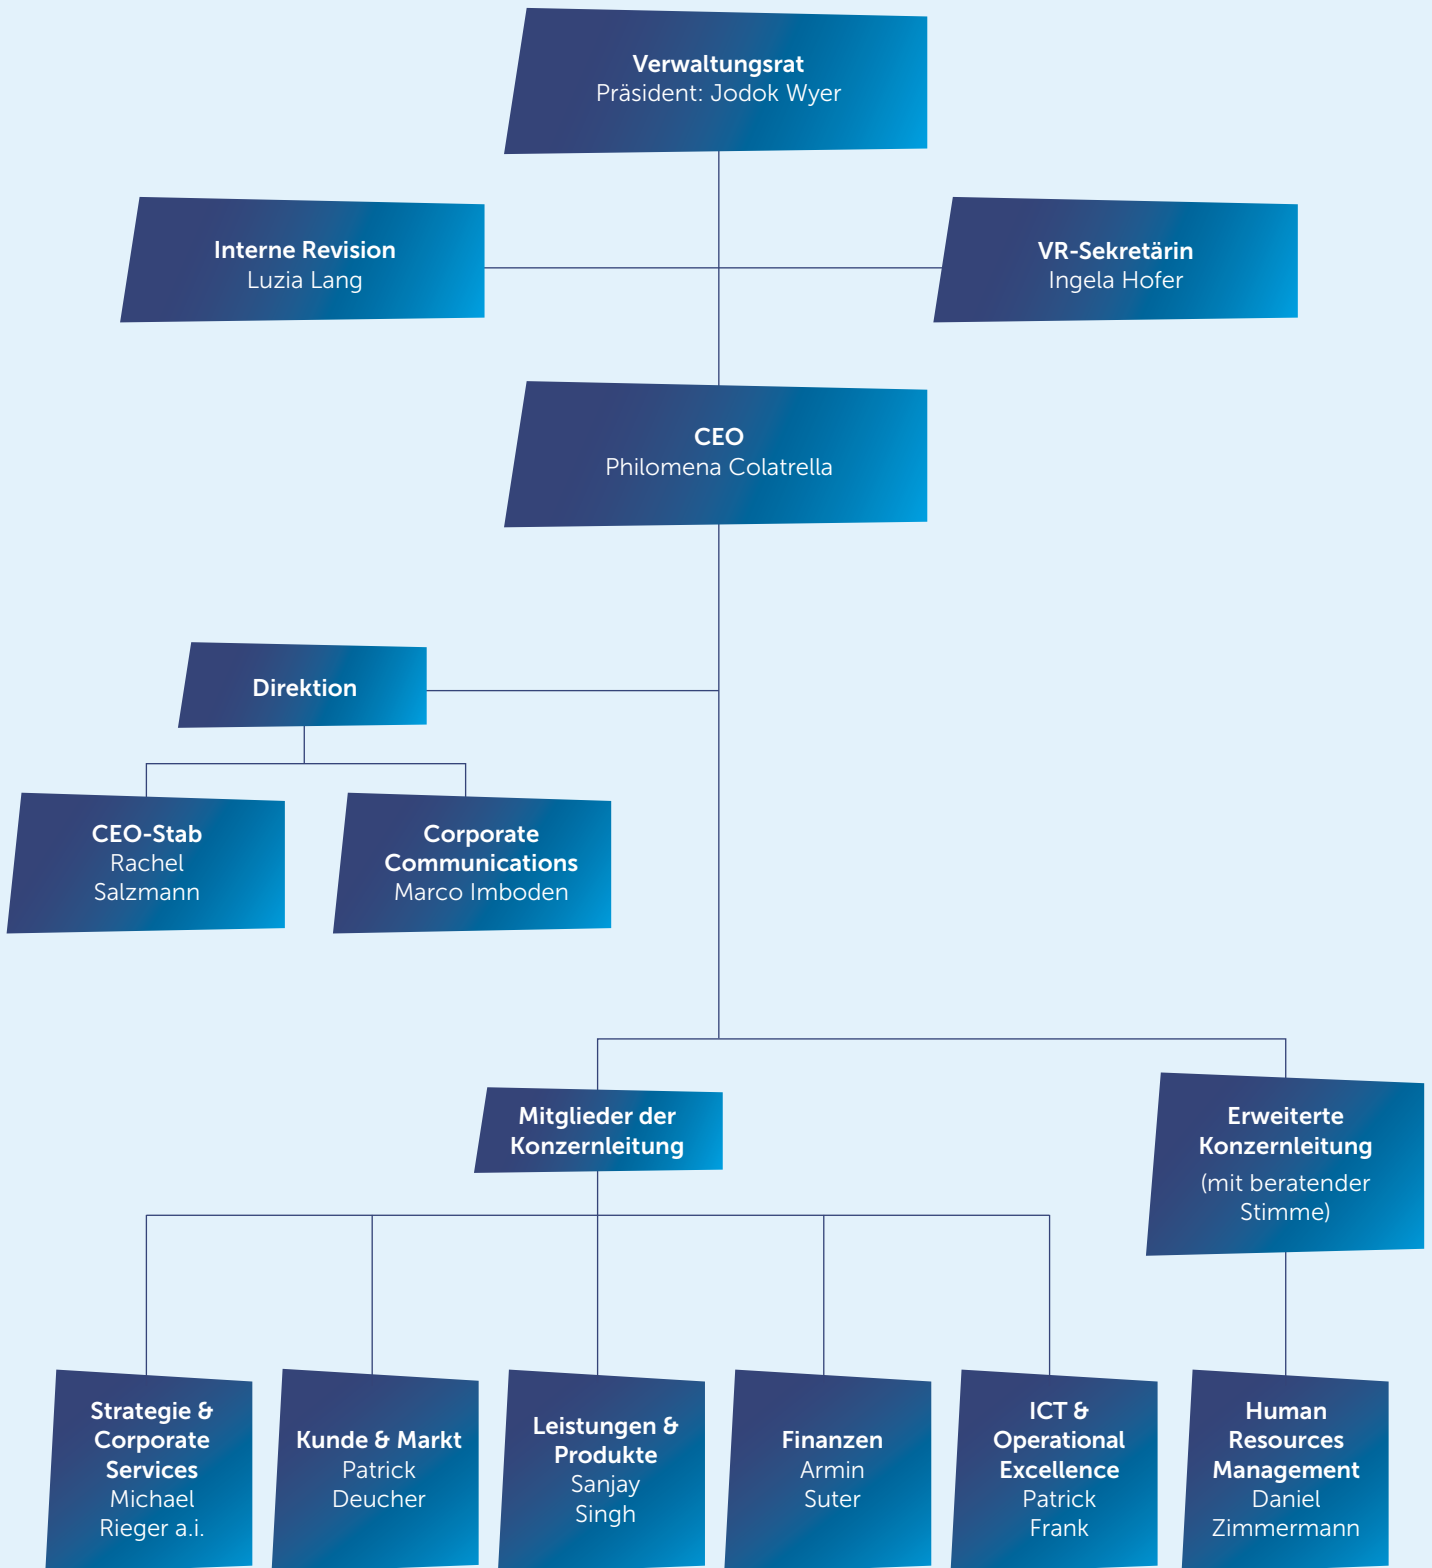 Verwaltungsrat
Präsident: Jodok Wyer
Interne Revision
Luzia Lang
VR-Sekretärin
Ingela Hofer
CEO
Philomena Colatrella
Direktion
CEO-Stab
Rachel
Salzmann
Corporate
Communications
Marco Imboden
Mitglieder der
Konzernleitung
Erweiterte
Konzernleitung
(mit beratender
Stimme)
Strategie &
Corporate
Services
Michael
Rieger a.i.
Kunde & Markt
Patrick
Deucher
Leistungen &
Produkte
Sanjay
Singh
Finanzen
Armin
Suter
ICT &
Operational
Excellence
Patrick
Frank
Human
Resources
Management
Daniel
Zimmermann